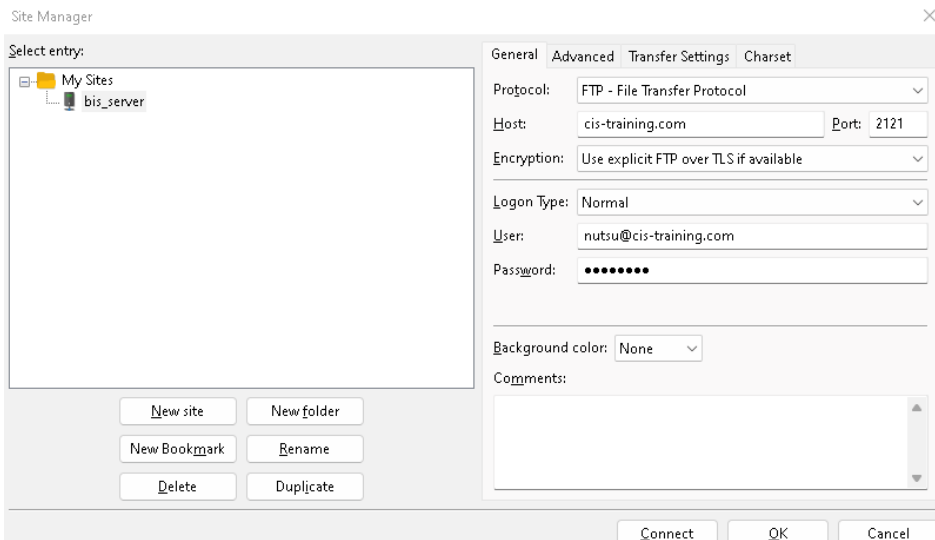 Site Manager
Select entry:
My Sites
bis_server
New site New folder
New Bookmark Rename
Delete Duplicate
General Advanced Transfer Settings Charset
Protocol: FTP - File Transfer Protocol
Host: cis-training.com Port: 2121
Encryption: Use explicit FTP over TLS if available
Logon Type: Normal
User: nutsu@cis-training.com
Password: ••••••••
Background color: None
Comments:
Connect OK Cancel